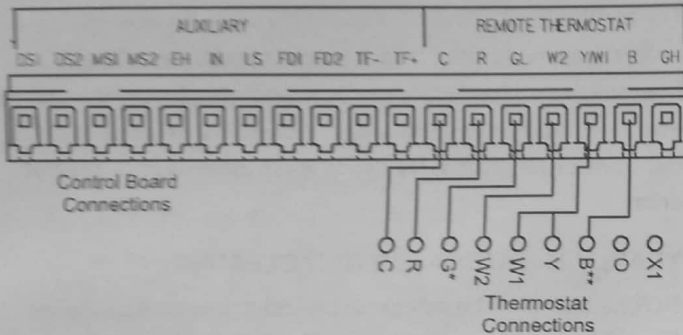 AUXILIARY REMOTE THERMOSTAT
DS1 DS2 MS1 MS2 EH IN LS FD1 FD2 TF- TF+ C R GL W2 Y/W1 B GH
Control Board
Connections
C R G* W2 W1 Y B** O X1
Thermostat
Connections